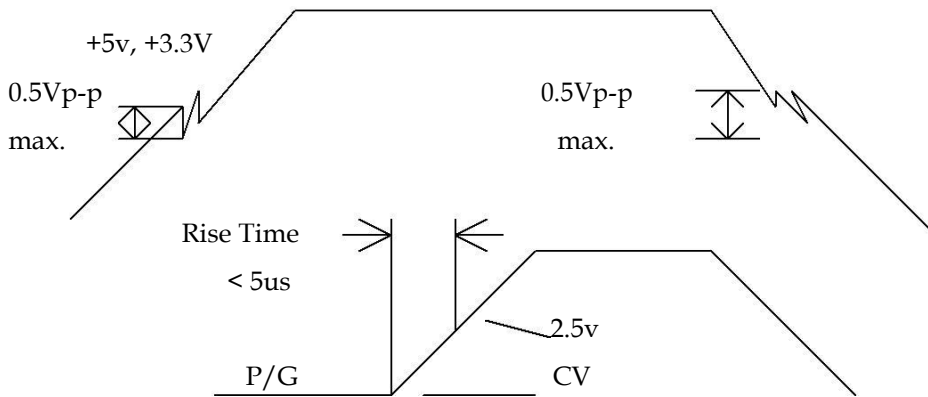 +5v, +3.3V
0.5Vp-p
max.
0.5Vp-p
max.
Rise Time
< 5us
2.5v
P/G
CV